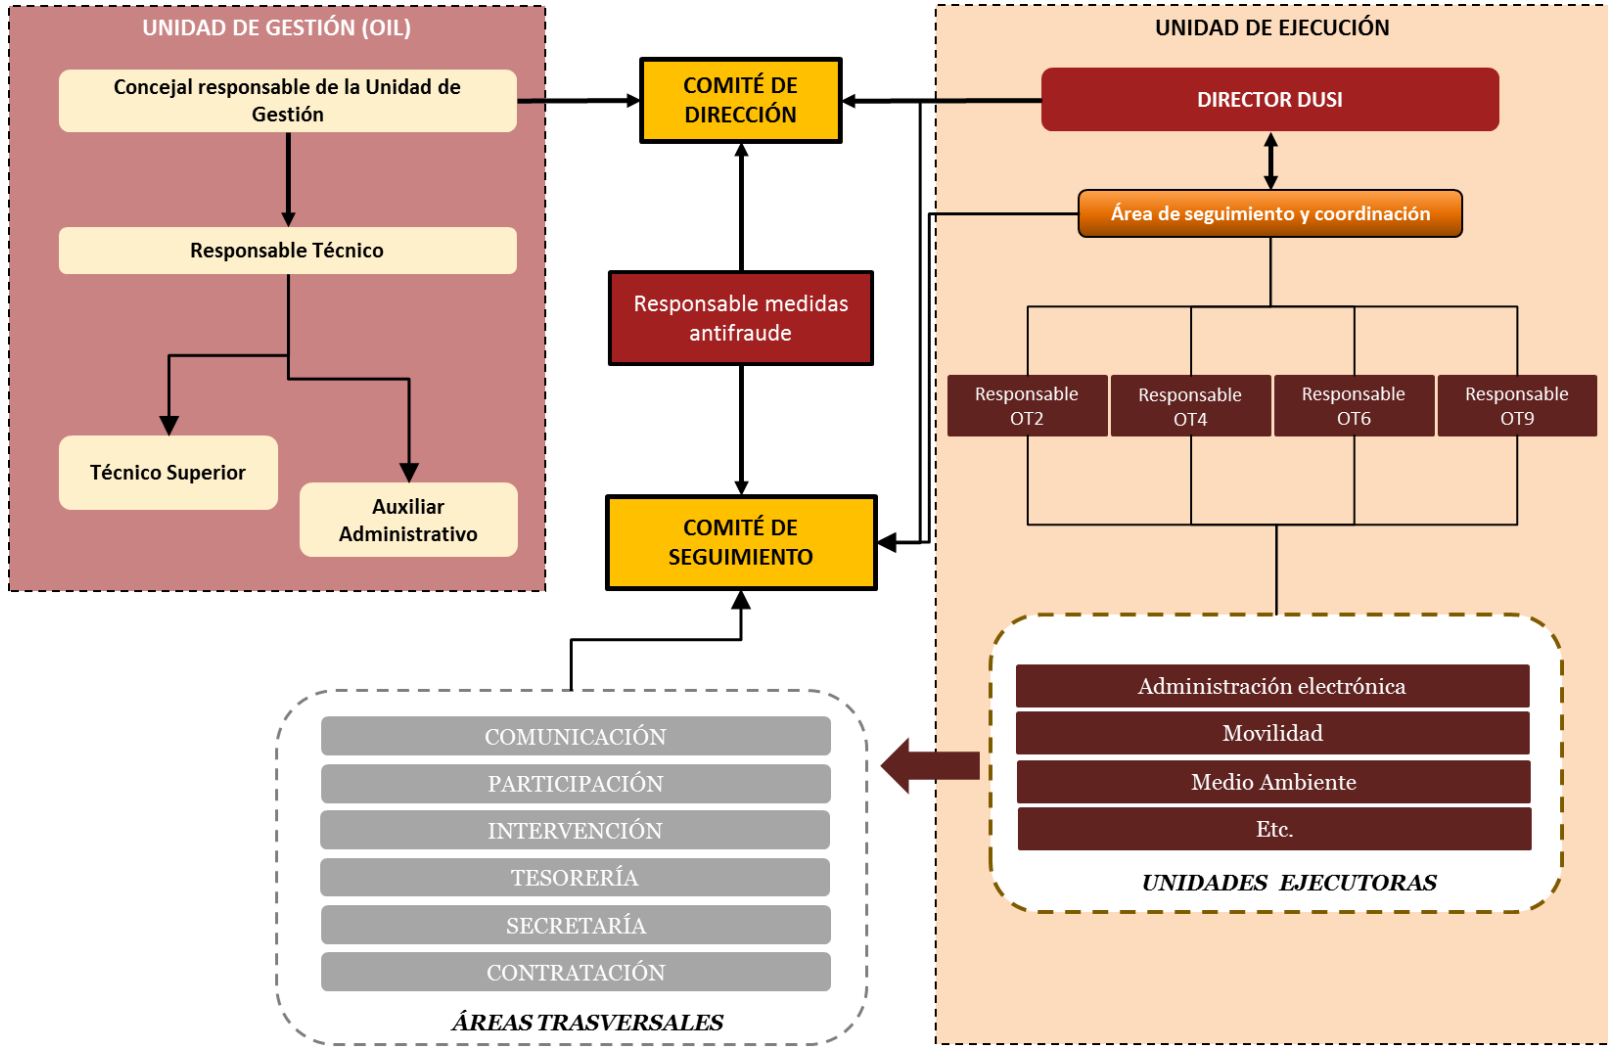 UNIDAD DE GESTIÓN (OIL)
Concejal responsable de la Unidad de
Gestión
Responsable Técnico
Técnico Superior
Auxiliar
Administrativo
COMITÉ DE
DIRECCIÓN
Responsable medidas
antifraude
COMITÉ DE
SEGUIMIENTO
UNIDAD DE EJECUCIÓN
DIRECTOR DUSI
Área de seguimiento y coordinación
Responsable
OT2
Responsable
OT4
Responsable
OT6
Responsable
OT9
Administración electrónica
Movilidad
Medio Ambiente
Etc.
UNIDADES EJECUTORAS
COMUNICACIÓN
PARTICIPACIÓN
INTERVENCIÓN
TESORERÍA
SECRETARÍA
CONTRATACIÓN
ÁREAS TRASVERSALES